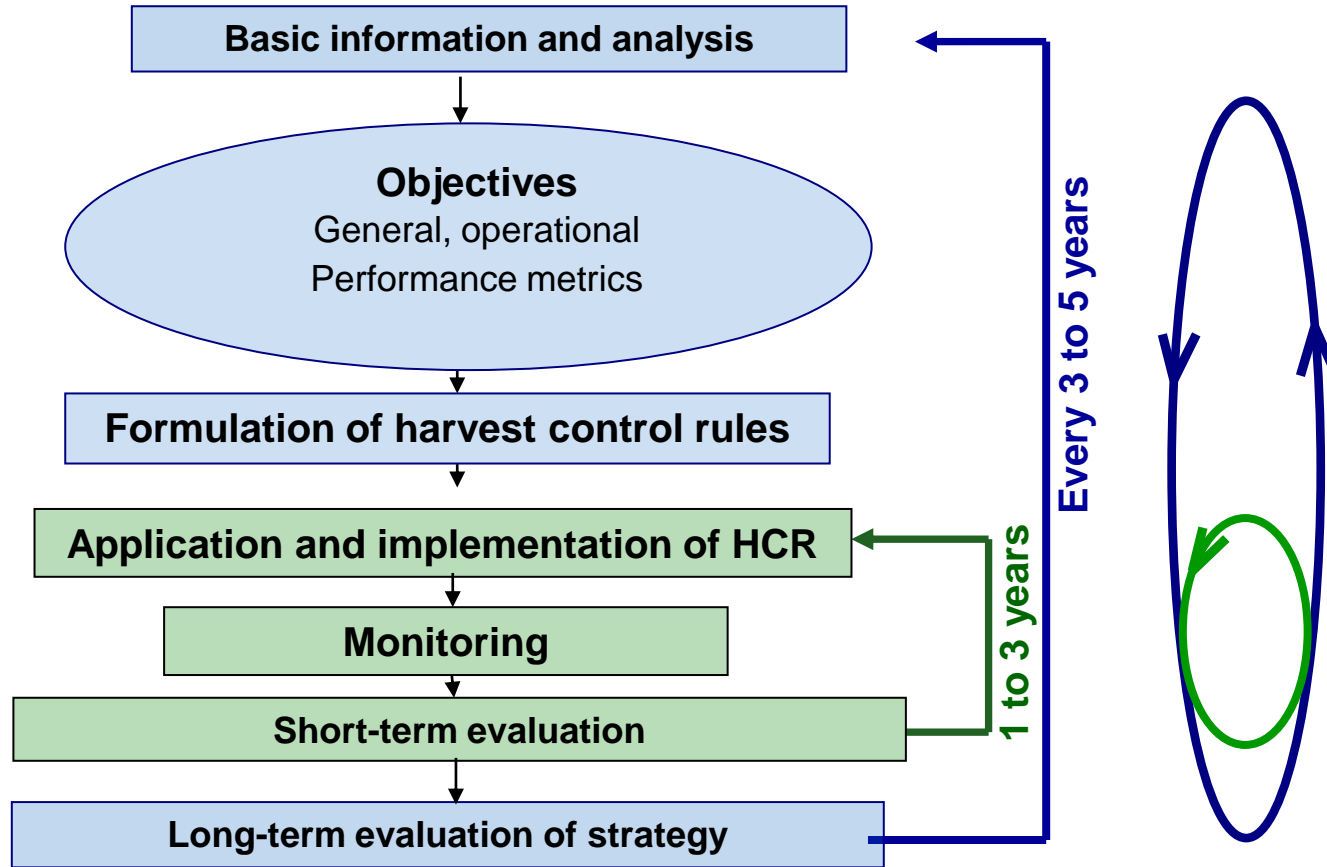 Basic information and analysis
Objectives
General, operational
Performance metrics
Formulation of harvest control rules
Application and implementation of HCR
Monitoring
Short-term evaluation
Long-term evaluation of strategy
1 to 3 years
Every 3 to 5 years